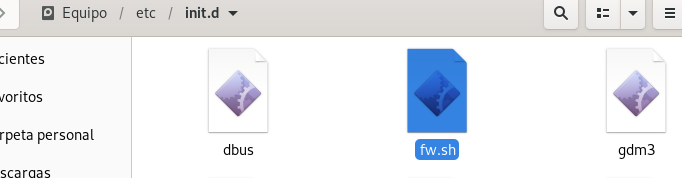 Equipo / etc / init.d
cientes
voritos
rpeta personal
scargas
dbus
fw.sh
gdm3